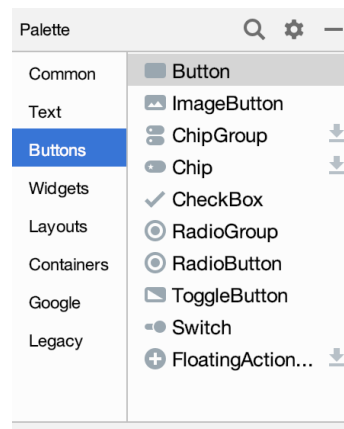 Palette
Common
Text
Buttons
Widgets
Layouts
Containers
Google
Legacy
Button
ImageButton
ChipGroup
Chip
CheckBox
RadioGroup
RadioButton
ToggleButton
Switch
FloatingAction...